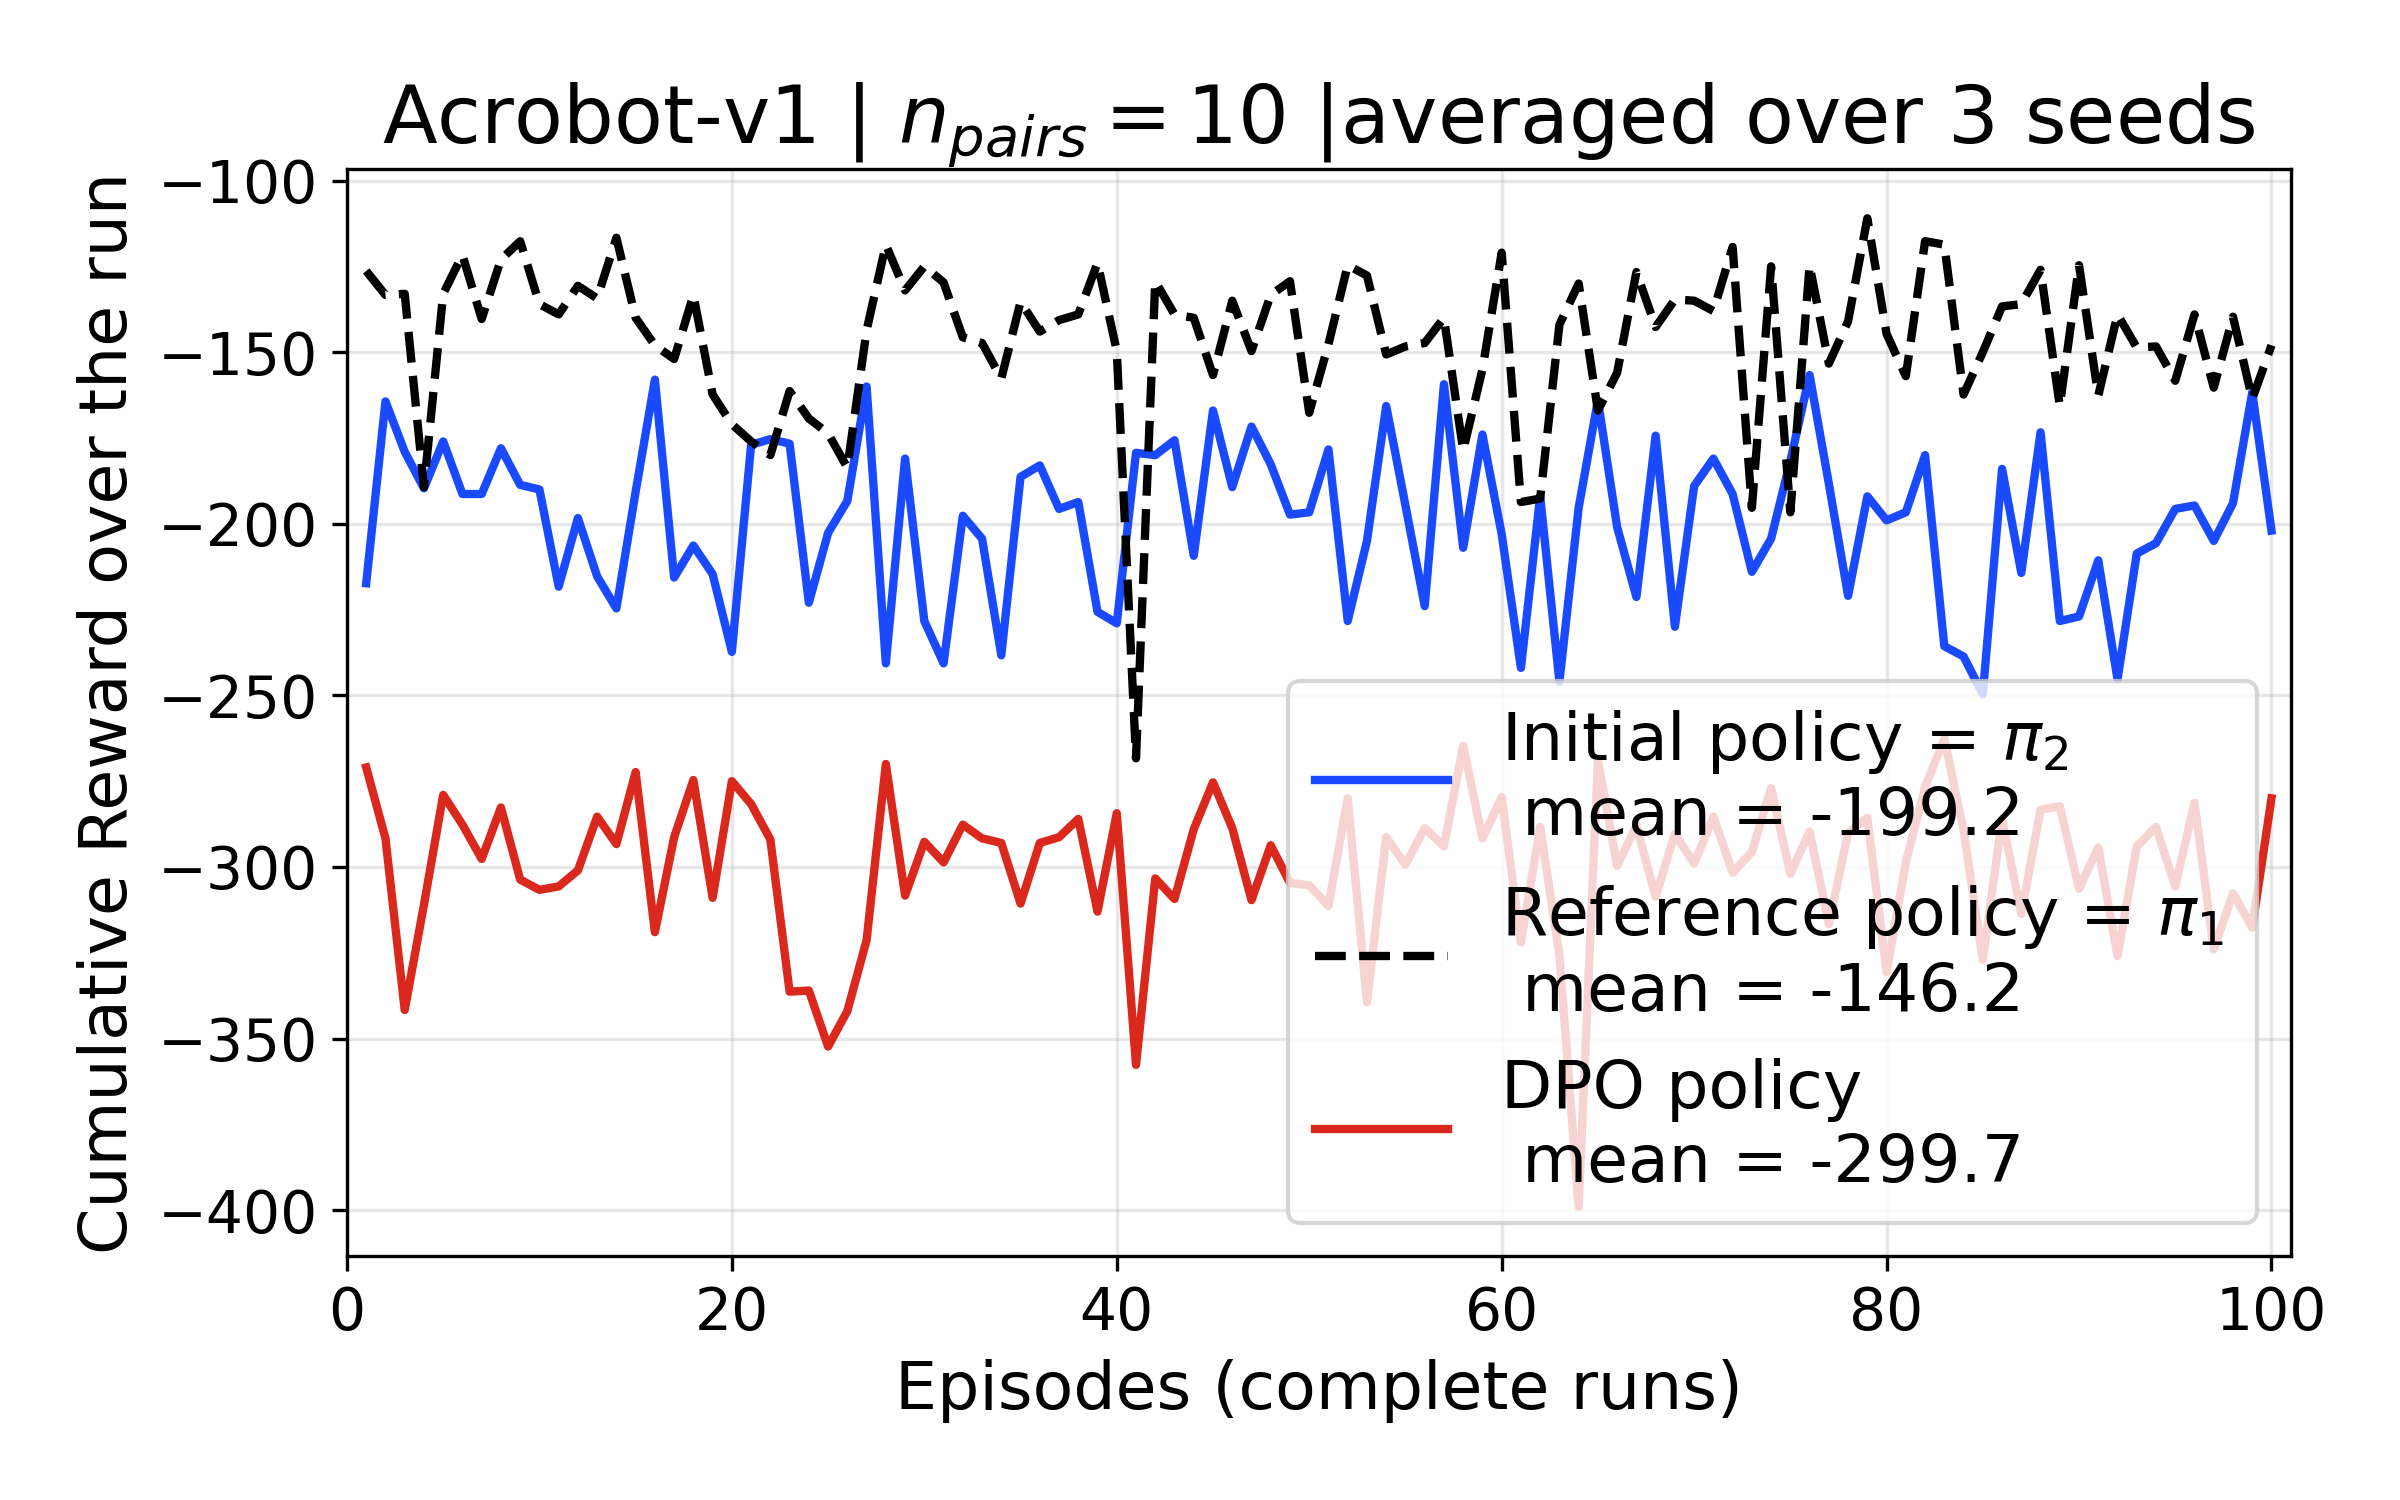 Acrobot-v1 | n_pairs = 10 |averaged over 3 seeds
Cumulative Reward over the run
−100
−150
−200
−250
−300
−350
−400
Initial policy = π₂
mean = -199.2
Reference policy = π₁
mean = -146.2
DPO policy
mean = -299.7
0 20 40 60 80 100
Episodes (complete runs)